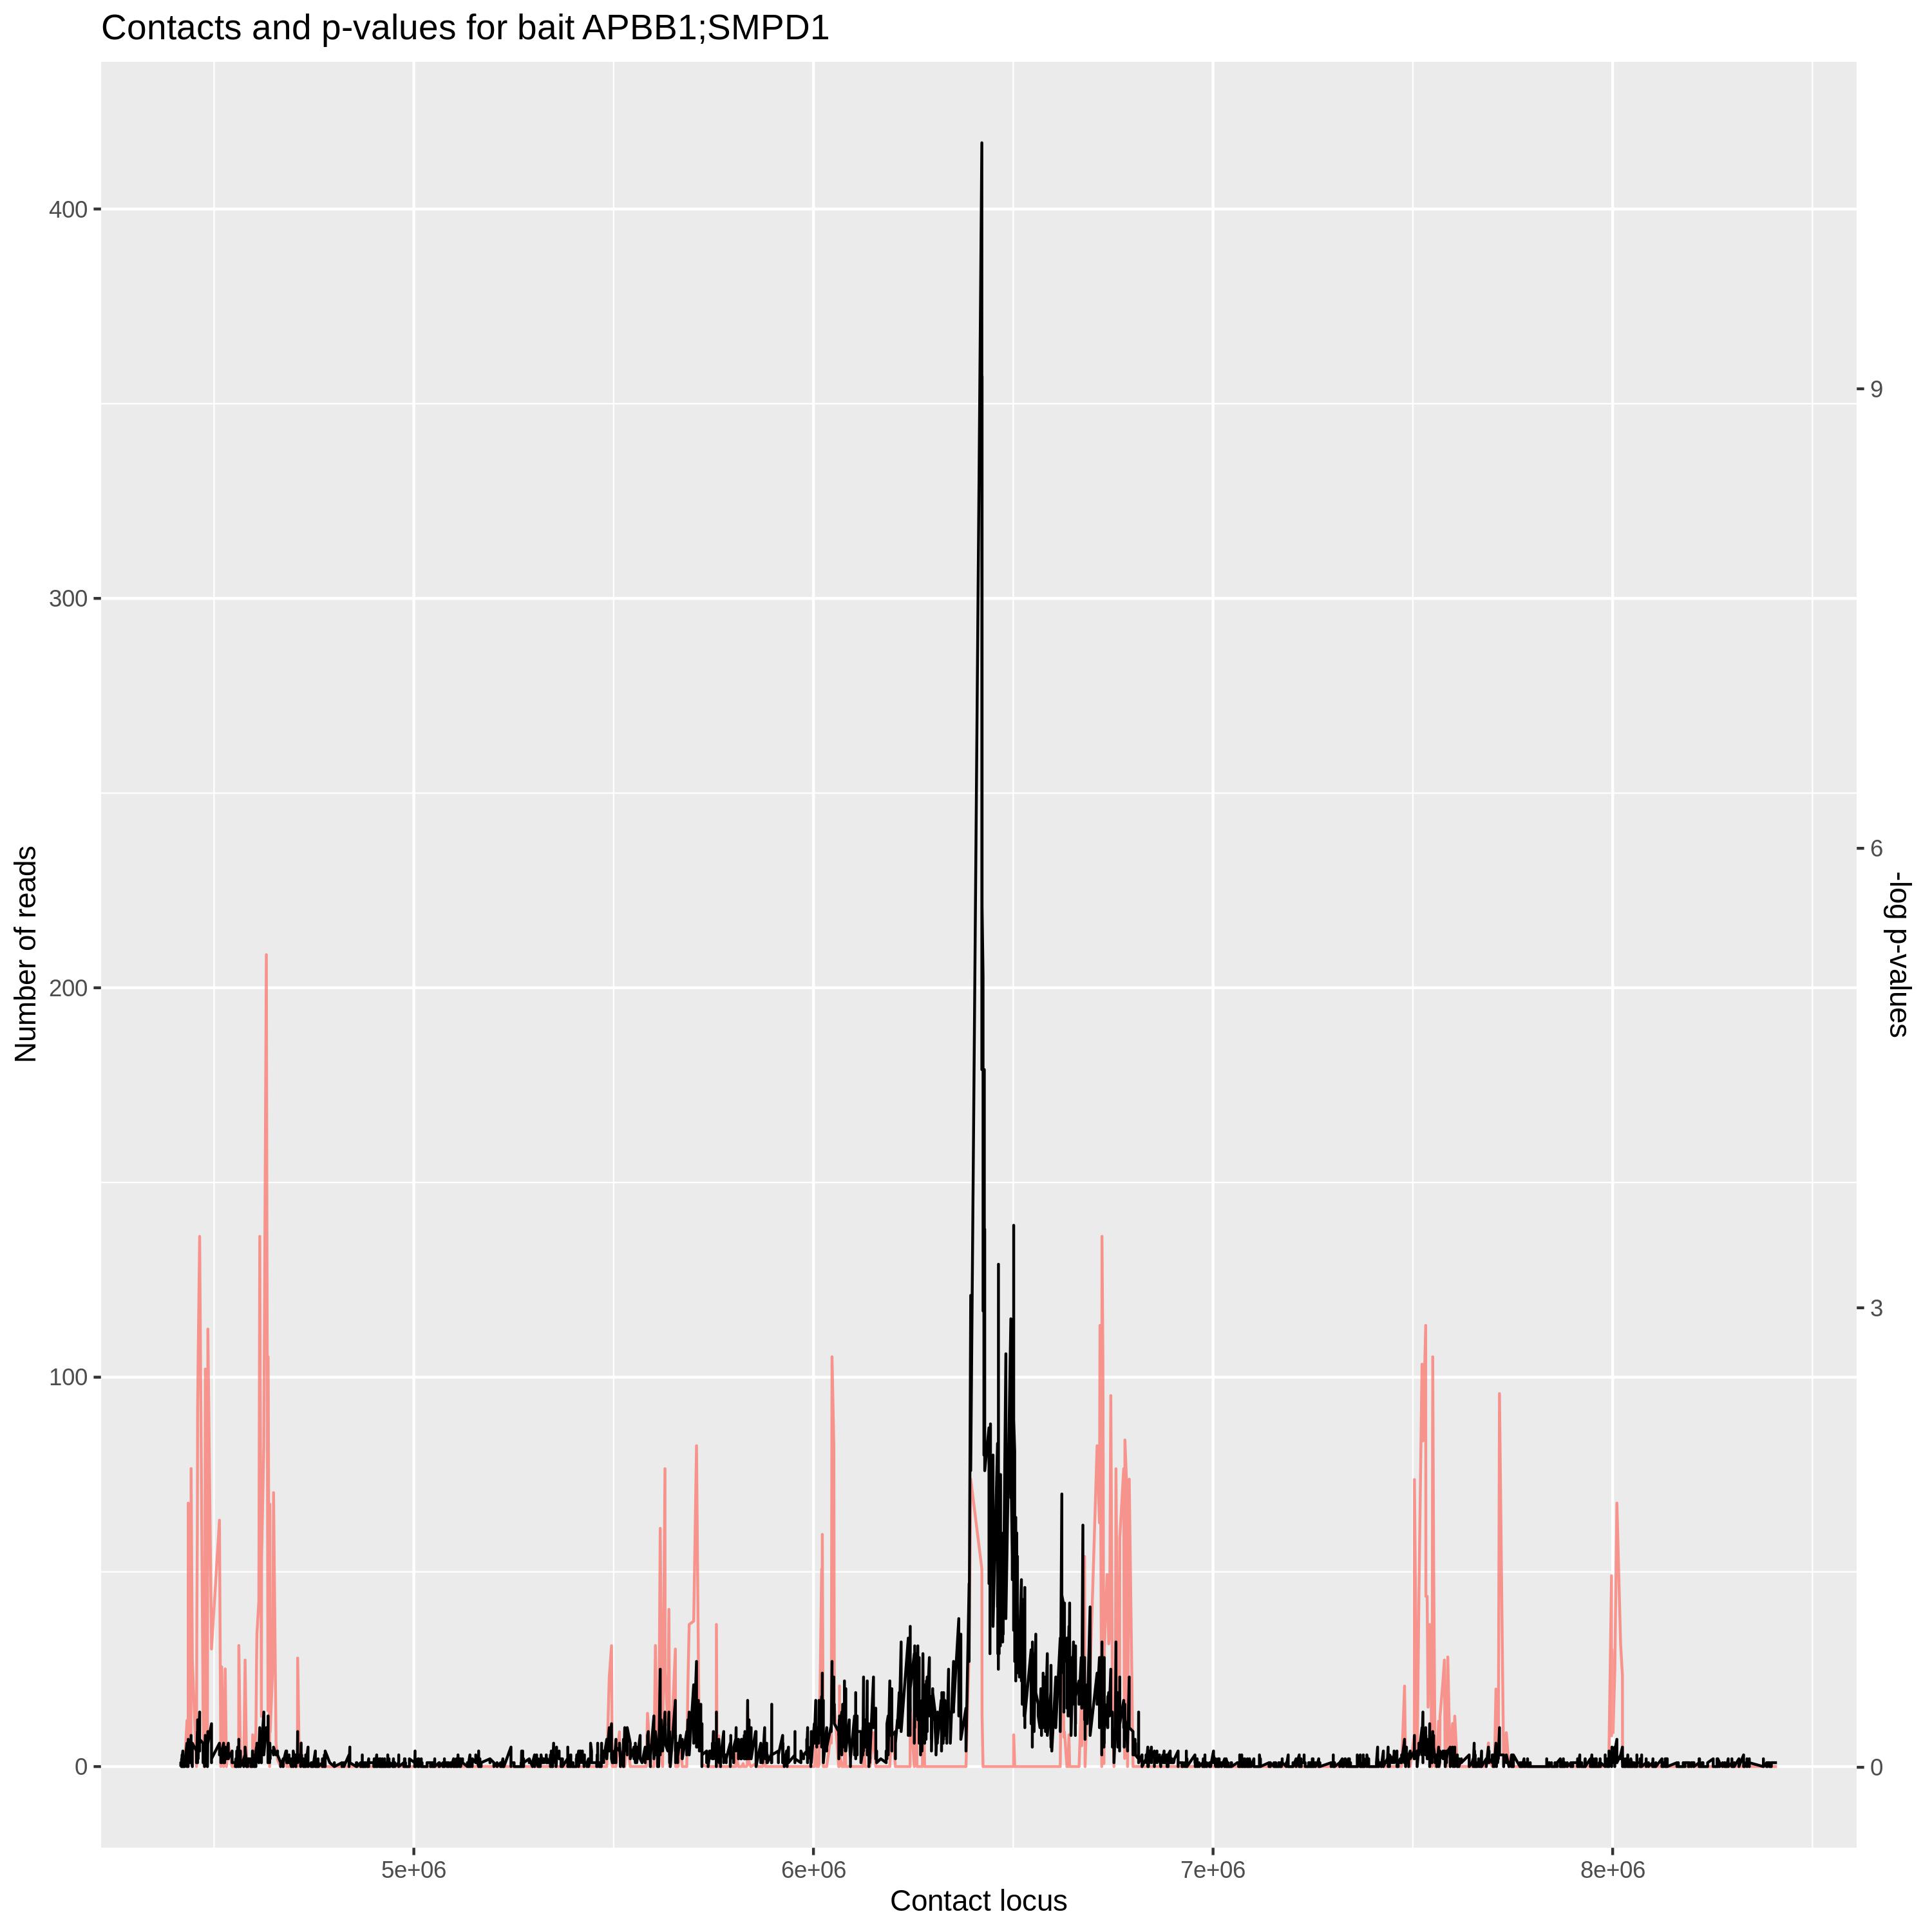 Contacts and p-values for bait APBB1;SMPD1
400
300
200
100
0
Number of reads
9
6
3
0
-log p-values
5e+06
6e+06
7e+06
8e+06
Contact locus